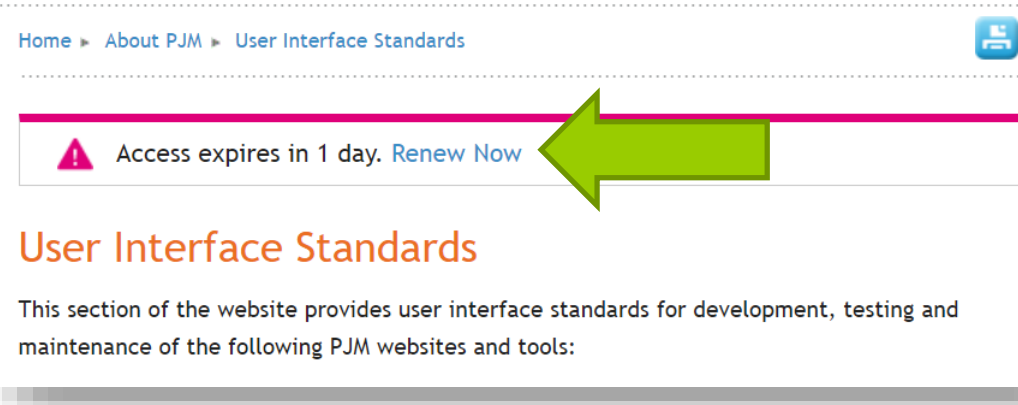 Home ▸ About PJM ▸ User Interface Standards
Access expires in 1 day. Renew Now
User Interface Standards
This section of the website provides user interface standards for development, testing and
maintenance of the following PJM websites and tools: